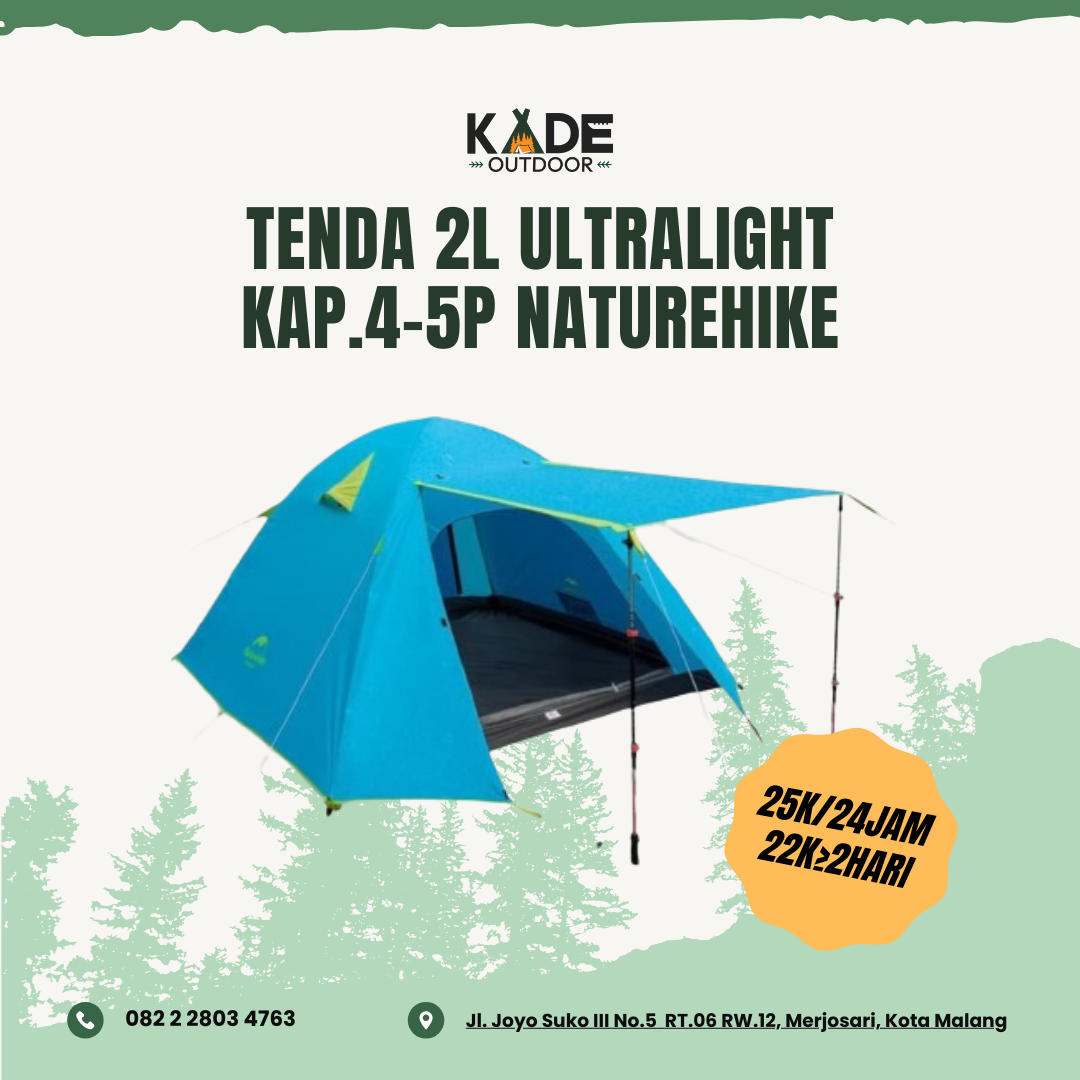 KADE
OUTDOOR
TENDA 2L ULTRALIGHT
KAP.4-5P NATUREHIKE
25K/24JAM
22K≥2HARI
082 2 2803 4763
Jl. Joyo Suko III No.5 RT.06 RW.12, Merjosari, Kota Malang